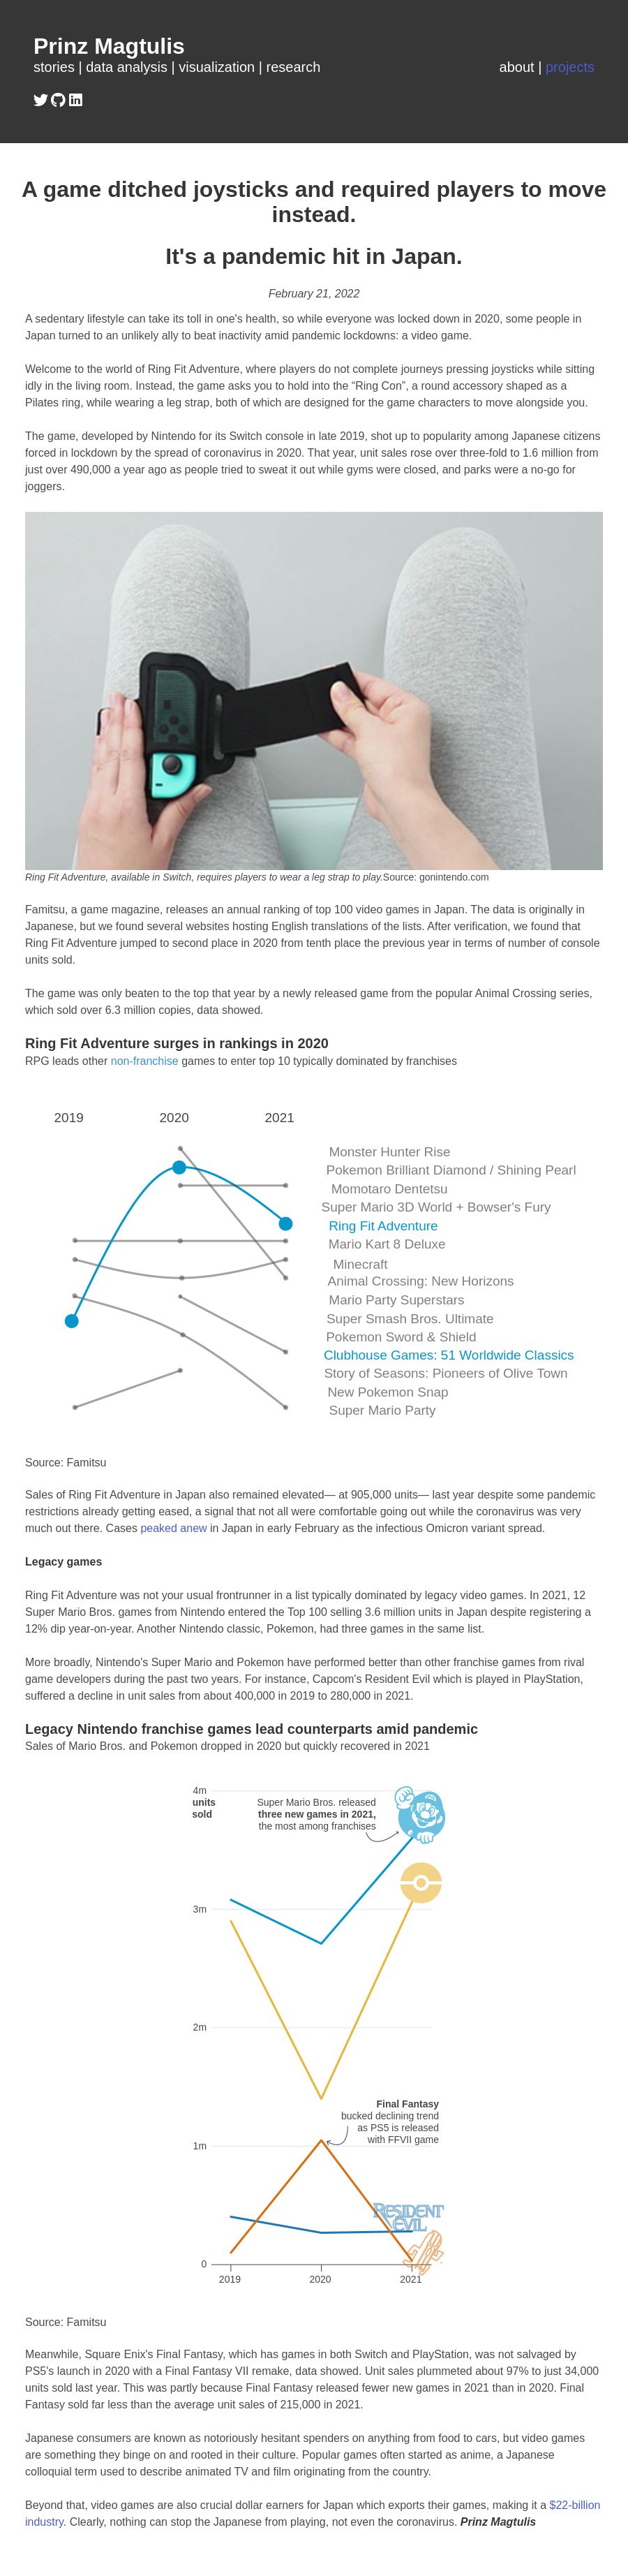 Prinz Magtulis
stories | data analysis | visualization | research
about | projects
A game ditched joysticks and required players to move
instead.
It's a pandemic hit in Japan.
February 21, 2022
A sedentary lifestyle can take its toll in one's health, so while everyone was locked down in 2020, some people in
Japan turned to an unlikely ally to beat inactivity amid pandemic lockdowns: a video game.
Welcome to the world of Ring Fit Adventure, where players do not complete journeys pressing joysticks while sitting
idly in the living room. Instead, the game asks you to hold into the “Ring Con”, a round accessory shaped as a
Pilates ring, while wearing a leg strap, both of which are designed for the game characters to move alongside you.
The game, developed by Nintendo for its Switch console in late 2019, shot up to popularity among Japanese citizens
forced in lockdown by the spread of coronavirus in 2020. That year, unit sales rose over three-fold to 1.6 million from
just over 490,000 a year ago as people tried to sweat it out while gyms were closed, and parks were a no-go for
joggers.
Ring Fit Adventure, available in Switch, requires players to wear a leg strap to play.Source: gonintendo.com
Famitsu, a game magazine, releases an annual ranking of top 100 video games in Japan. The data is originally in
Japanese, but we found several websites hosting English translations of the lists. After verification, we found that
Ring Fit Adventure jumped to second place in 2020 from tenth place the previous year in terms of number of console
units sold.
The game was only beaten to the top that year by a newly released game from the popular Animal Crossing series,
which sold over 6.3 million copies, data showed.
Ring Fit Adventure surges in rankings in 2020
RPG leads other non-franchise games to enter top 10 typically dominated by franchises
2019 2020 2021
Monster Hunter Rise
Pokemon Brilliant Diamond / Shining Pearl
Momotaro Dentetsu
Super Mario 3D World + Bowser's Fury
Ring Fit Adventure
Mario Kart 8 Deluxe
Minecraft
Animal Crossing: New Horizons
Mario Party Superstars
Super Smash Bros. Ultimate
Pokemon Sword & Shield
Clubhouse Games: 51 Worldwide Classics
Story of Seasons: Pioneers of Olive Town
New Pokemon Snap
Super Mario Party
Source: Famitsu
Sales of Ring Fit Adventure in Japan also remained elevated— at 905,000 units— last year despite some pandemic
restrictions already getting eased, a signal that not all were comfortable going out while the coronavirus was very
much out there. Cases peaked anew in Japan in early February as the infectious Omicron variant spread.
Legacy games
Ring Fit Adventure was not your usual frontrunner in a list typically dominated by legacy video games. In 2021, 12
Super Mario Bros. games from Nintendo entered the Top 100 selling 3.6 million units in Japan despite registering a
12% dip year-on-year. Another Nintendo classic, Pokemon, had three games in the same list.
More broadly, Nintendo's Super Mario and Pokemon have performed better than other franchise games from rival
game developers during the past two years. For instance, Capcom's Resident Evil which is played in PlayStation,
suffered a decline in unit sales from about 400,000 in 2019 to 280,000 in 2021.
Legacy Nintendo franchise games lead counterparts amid pandemic
Sales of Mario Bros. and Pokemon dropped in 2020 but quickly recovered in 2021
4m
units
sold
Super Mario Bros. released
three new games in 2021,
the most among franchises
3m
2m
Final Fantasy
bucked declining trend
as PS5 is released
with FFVII game
1m
RESIDENT
EVIL
0
2019 2020 2021
Source: Famitsu
Meanwhile, Square Enix's Final Fantasy, which has games in both Switch and PlayStation, was not salvaged by
PS5's launch in 2020 with a Final Fantasy VII remake, data showed. Unit sales plummeted about 97% to just 34,000
units sold last year. This was partly because Final Fantasy released fewer new games in 2021 than in 2020. Final
Fantasy sold far less than the average unit sales of 215,000 in 2021.
Japanese consumers are known as notoriously hesitant spenders on anything from food to cars, but video games
are something they binge on and rooted in their culture. Popular games often started as anime, a Japanese
colloquial term used to describe animated TV and film originating from the country.
Beyond that, video games are also crucial dollar earners for Japan which exports their games, making it a $22-billion
industry. Clearly, nothing can stop the Japanese from playing, not even the coronavirus. Prinz Magtulis